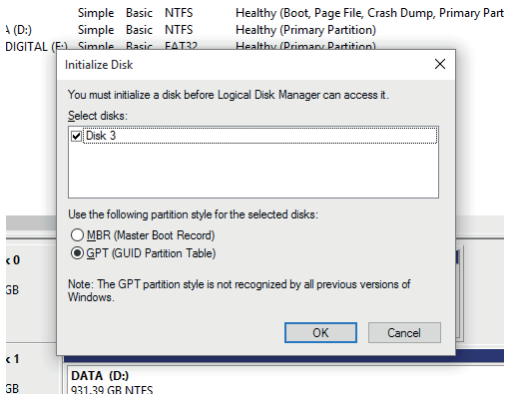 Simple Basic NTFS Healthy (Boot, Page File, Crash Dump, Primary Part
(D:) Simple Basic NTFS Healthy (Primary Partition)
DIGITAL (F:) Simple Basic FAT32 Healthy (Primary Partition)
Initialize Disk
You must initialize a disk before Logical Disk Manager can access it.
Select disks:
Disk 3
Use the following partition style for the selected disks:
MBR (Master Boot Record)
GPT (GUID Partition Table)
Note: The GPT partition style is not recognized by all previous versions of
Windows.
OK Cancel
0
GB
1
GB
DATA (D:)
931.39 GB NTFS